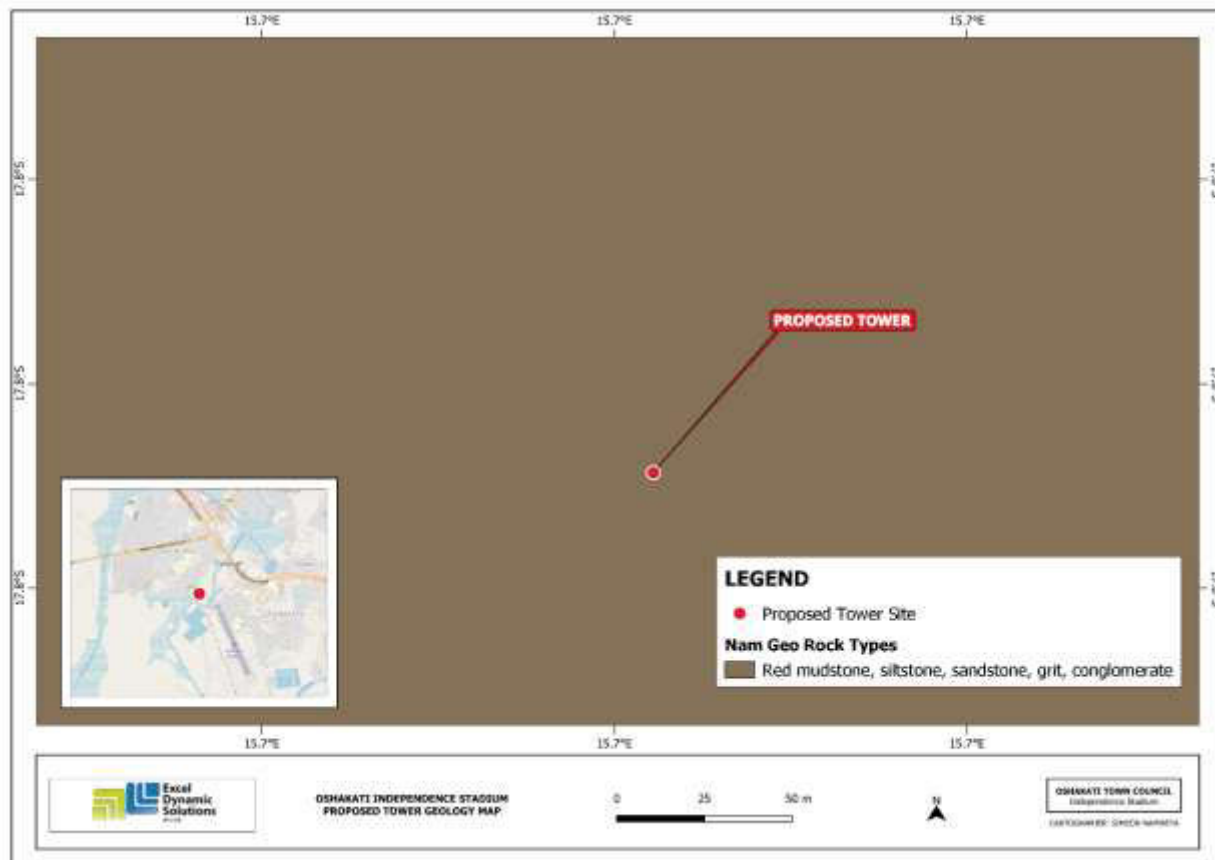 15.7°E 15.7°E 15.7°E
17.8°S
17.8°S
17.8°S
PROPOSED TOWER
LEGEND
Proposed Tower Site
Nam Geo Rock Types
Red mudstone, siltstone, sandstone, grit, conglomerate
15.7°E 15.7°E 15.7°E
Excel
Dynamic
Solutions
OSHAKATI INDEPENDENCE STADIUM
PROPOSED TOWER GEOLOGY MAP
0 25 50 m
N
OSHAKATI TOWN COUNCIL
Independence Stadium
CARTOGRAPHER: